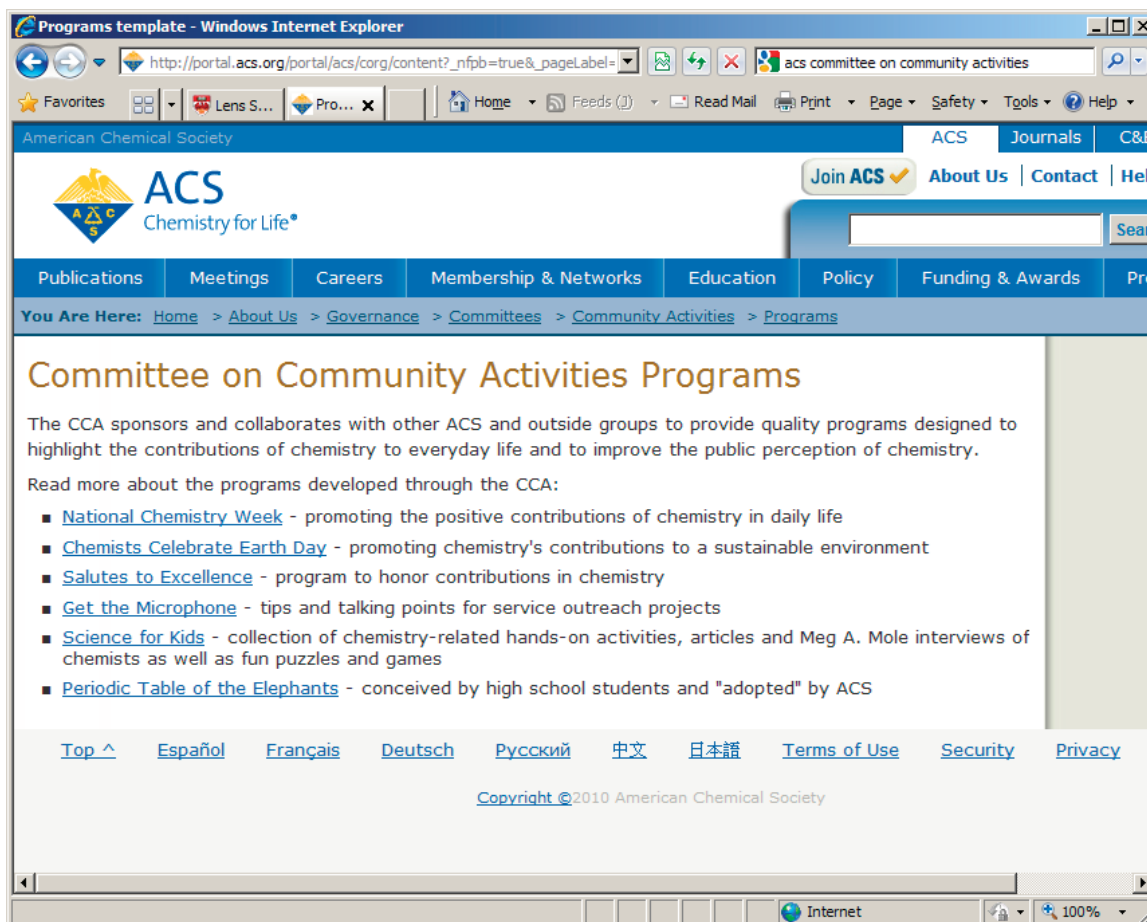 Programs template - Windows Internet Explorer
http://portal.acs.org/portal/acs/corg/content?_nfpb=true&_pageLabel= acs committee on community activities
Favorites Lens S... Pro... Home Feeds (J) Read Mail Print Page Safety Tools Help
American Chemical Society ACS Journals C&E
Join ACS About Us | Contact | Hel
ACS
Chemistry for Life®
A C S
Sear
Publications Meetings Careers Membership & Networks Education Policy Funding & Awards Pr
You Are Here: Home > About Us > Governance > Committees > Community Activities > Programs
Committee on Community Activities Programs
The CCA sponsors and collaborates with other ACS and outside groups to provide quality programs designed to
highlight the contributions of chemistry to everyday life and to improve the public perception of chemistry.
Read more about the programs developed through the CCA:
▪ National Chemistry Week - promoting the positive contributions of chemistry in daily life
▪ Chemists Celebrate Earth Day - promoting chemistry's contributions to a sustainable environment
▪ Salutes to Excellence - program to honor contributions in chemistry
▪ Get the Microphone - tips and talking points for service outreach projects
▪ Science for Kids - collection of chemistry-related hands-on activities, articles and Meg A. Mole interviews of
chemists as well as fun puzzles and games
▪ Periodic Table of the Elephants - conceived by high school students and "adopted" by ACS
Top ^ Español Français Deutsch Русский 中文 日本語 Terms of Use Security Privacy
Copyright ©2010 American Chemical Society
Internet 100%